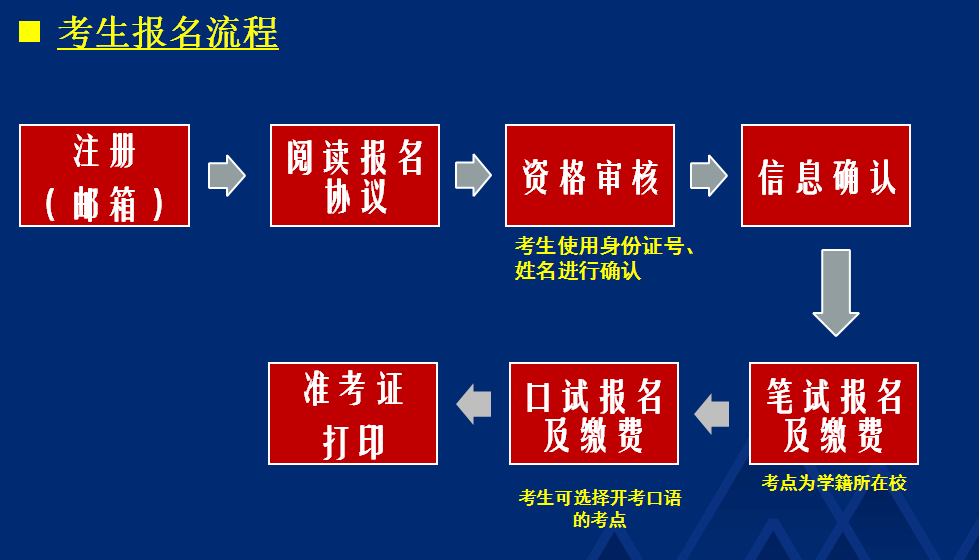 考生报名流程
注册
(邮箱)
阅读报名
协议
资格审核
信息确认
考生使用身份证号、
姓名进行确认
准考证
打印
口试报名
及缴费
笔试报名
及缴费
考生可选择开考口语
的考点
考点为学籍所在校